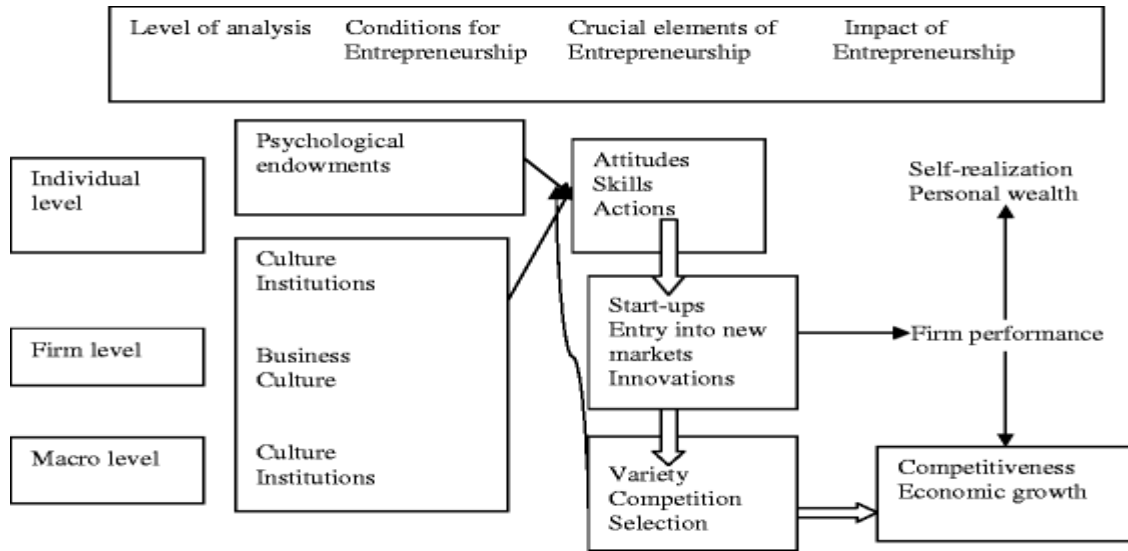 Level of analysis
Conditions for
Entrepreneurship
Crucial elements of
Entrepreneurship
Impact of
Entrepreneurship
Individual
level
Psychological
endowments
Attitudes
Skills
Actions
Self-realization
Personal wealth
Culture
Institutions
Firm level
Business
Culture
Start-ups
Entry into new
markets
Innovations
Firm performance
Macro level
Culture
Institutions
Variety
Competition
Selection
Competitiveness
Economic growth